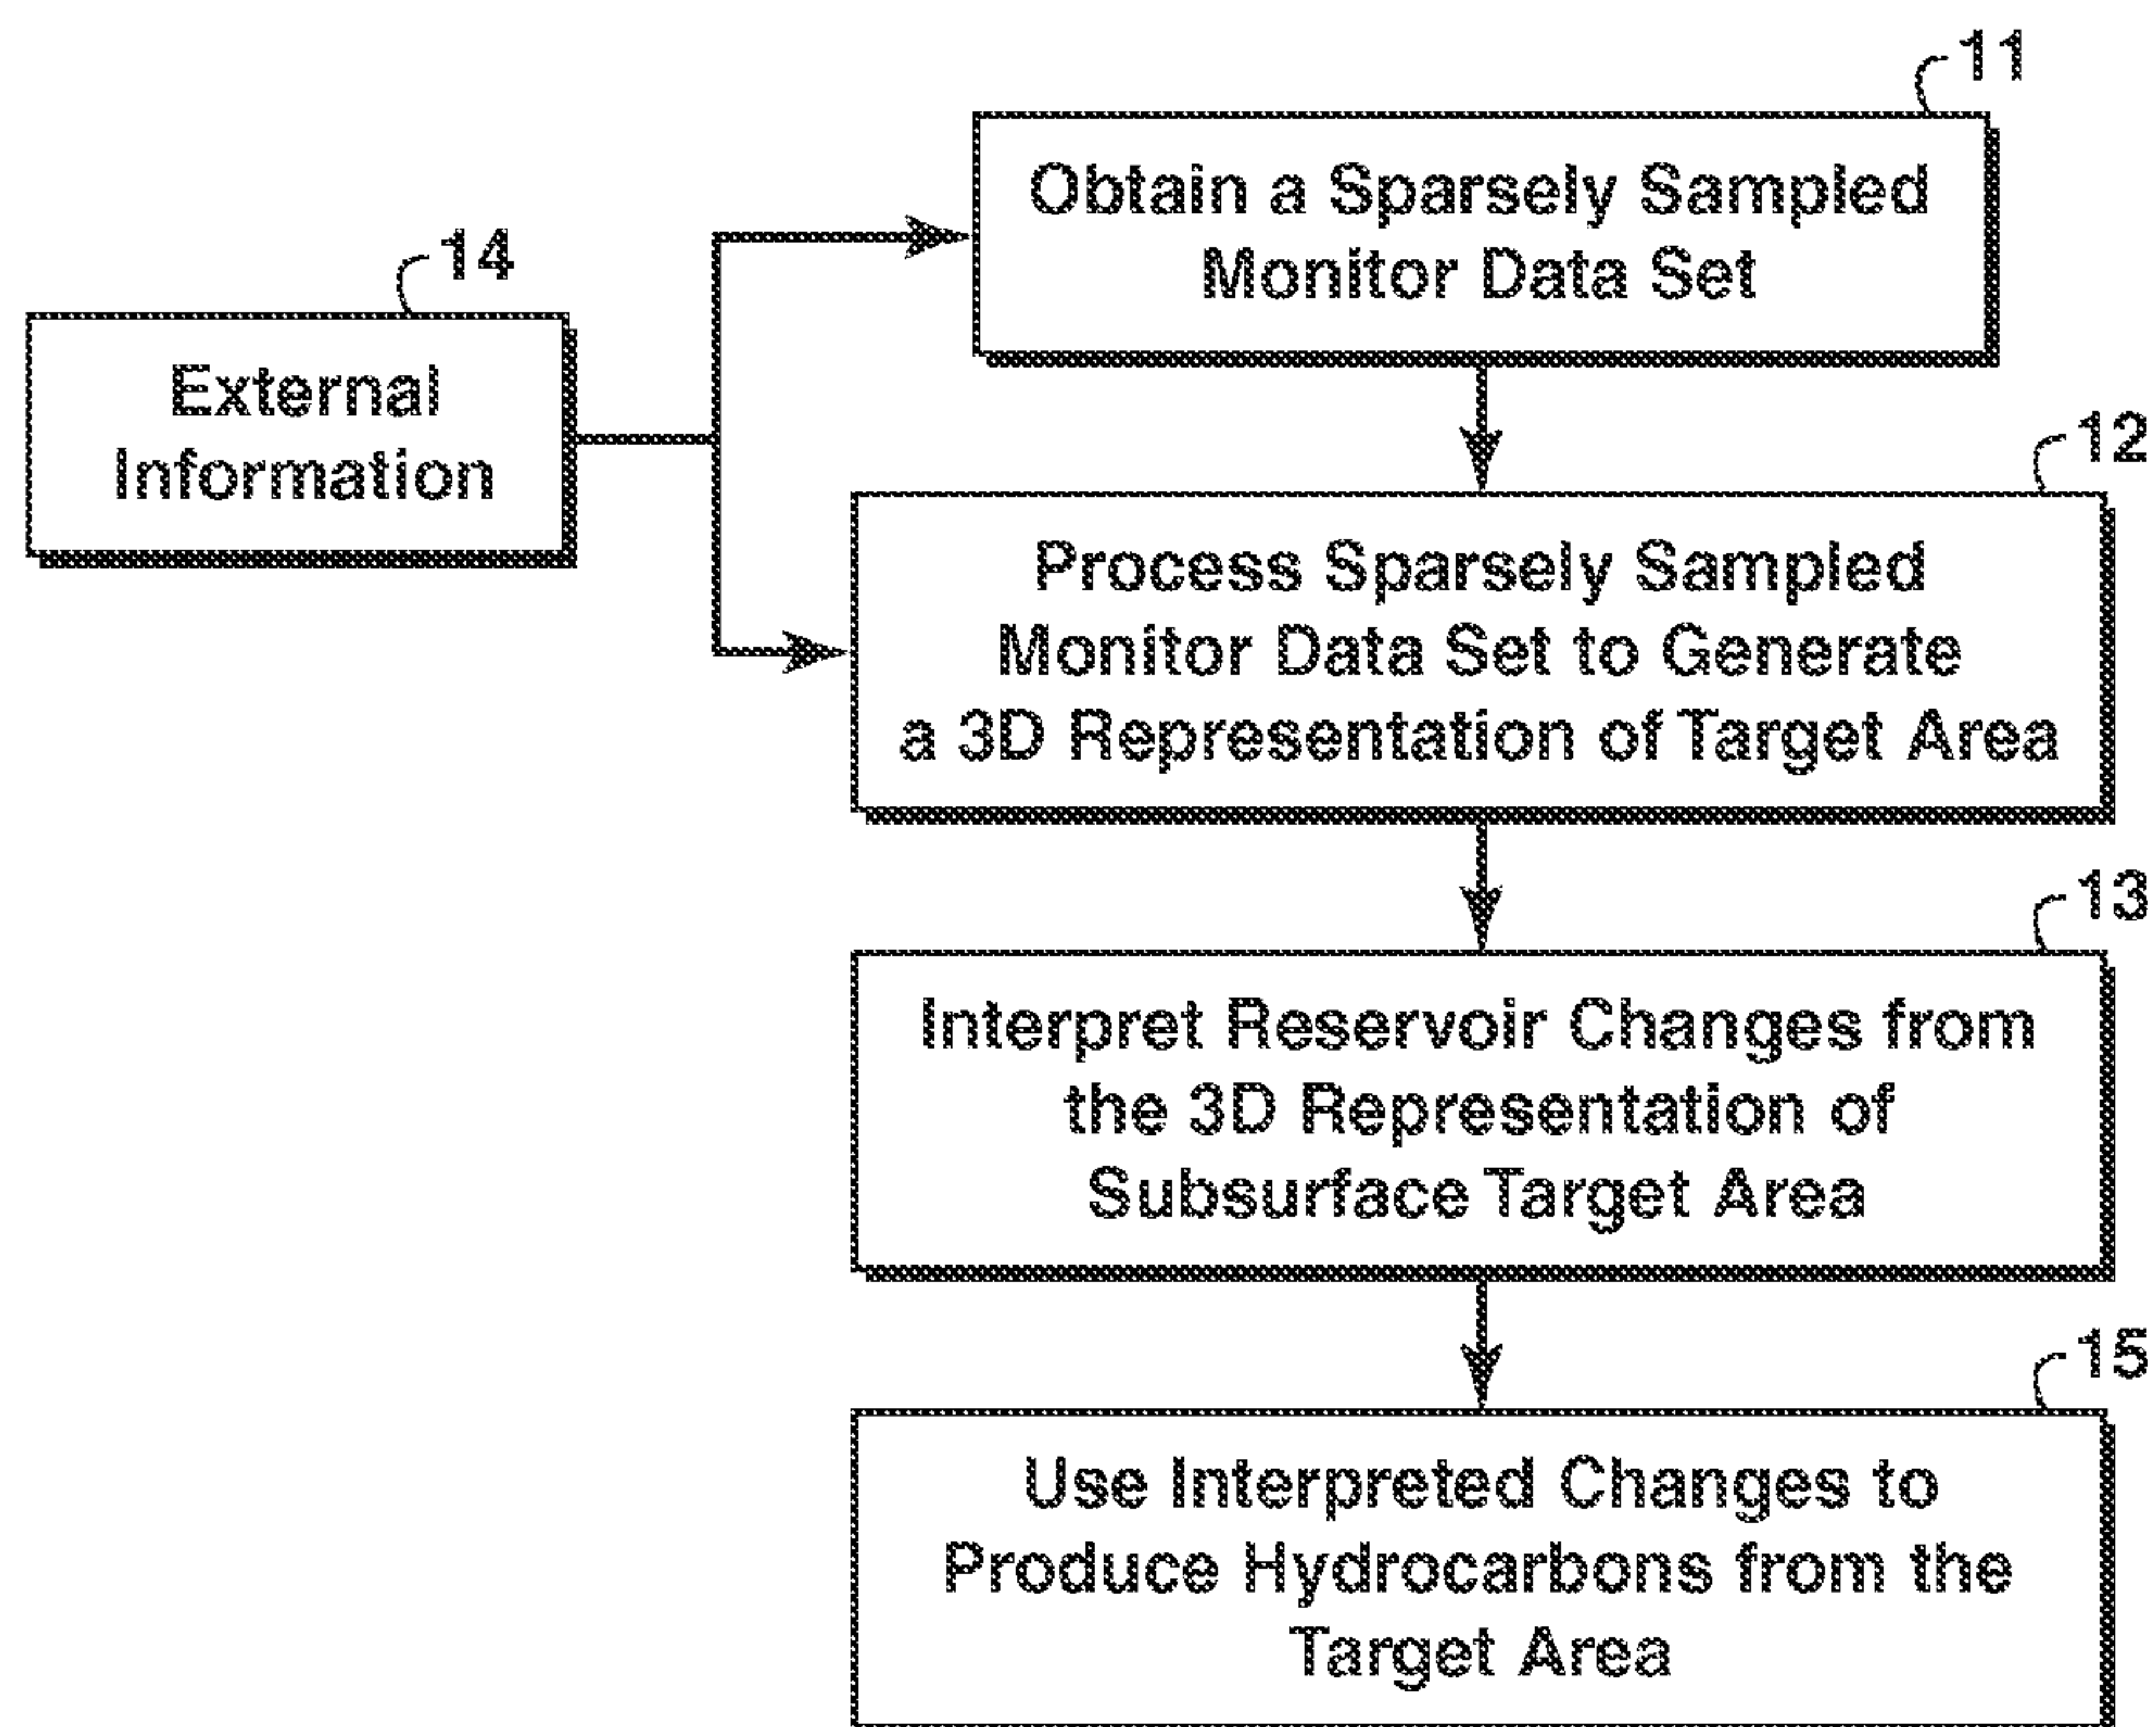 11
Obtain a Sparsely Sampled
Monitor Data Set
14
External
Information
12
Process Sparsely Sampled
Monitor Data Set to Generate
a 3D Representation of Target Area
13
Interpret Reservoir Changes from
the 3D Representation of
Subsurface Target Area
15
Use Interpreted Changes to
Produce Hydrocarbons from the
Target Area